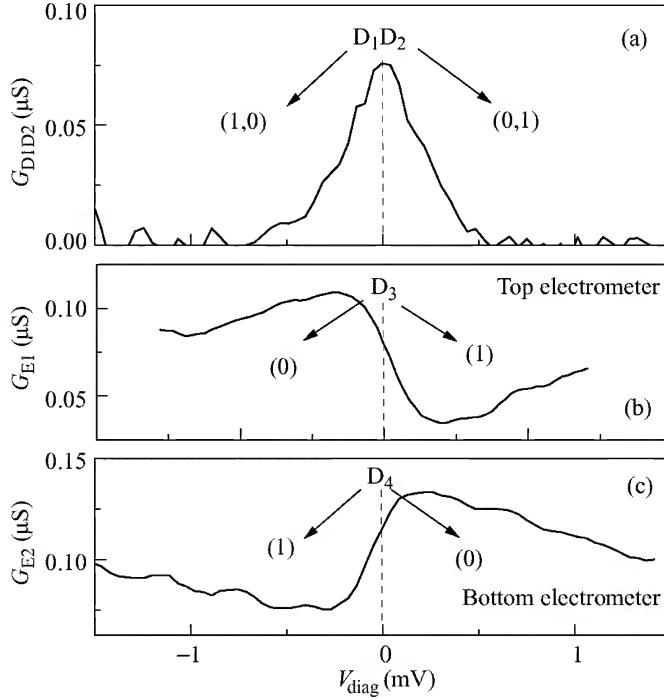 0.10
D₁D₂
(a)
(1,0)
(0,1)
0.05
G_D1D2 (μS)
0.00
0.10
D₃
Top electrometer
(0)
(1)
G_E1 (μS)
0.05
(b)
0.15
D₄
(c)
(1)
(0)
G_E2 (μS)
0.10
Bottom electrometer
−1
0
1
V_diag (mV)